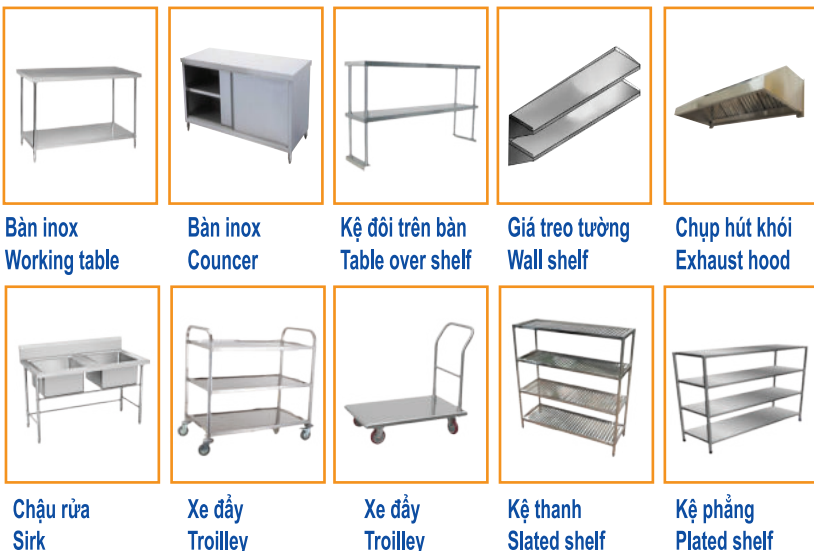 Bàn inox
Working table
Bàn inox
Councer
Kệ đôi trên bàn
Table over shelf
Giá treo tường
Wall shelf
Chụp hút khói
Exhaust hood
Chậu rửa
Sirk
Xe đẩy
Troilley
Xe đẩy
Troilley
Kệ thanh
Slated shelf
Kệ phẳng
Plated shelf